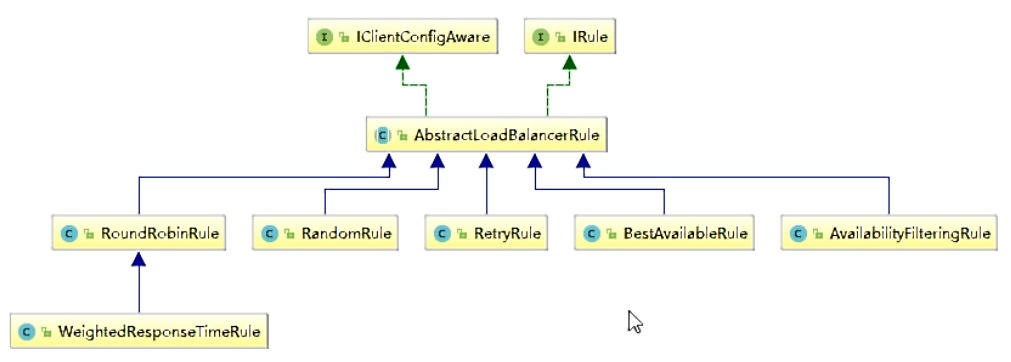 IClientConfigAware
IRule
AbstractLoadBalancerRule
RoundRobinRule
RandomRule
RetryRule
BestAvailableRule
AvailabilityFilteringRule
WeightedResponseTimeRule